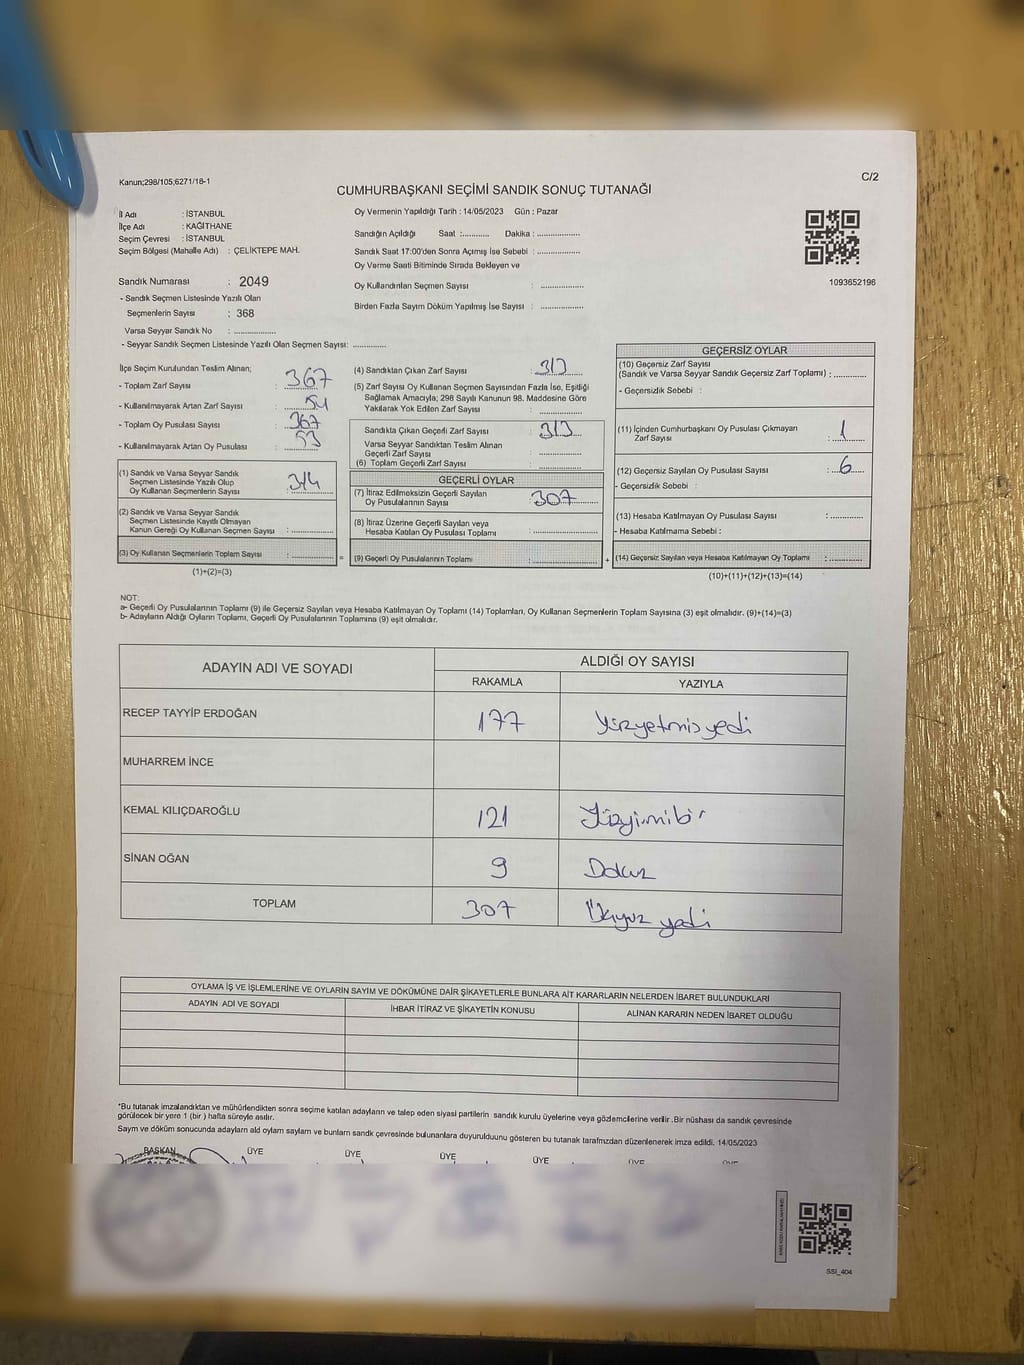 Kanun;298/105;6271/18-1
C/2
CUMHURBAŞKANI SEÇİMİ SANDIK SONUÇ TUTANAĞI
İl Adı : İSTANBUL
İlçe Adı : KAĞITHANE
Seçim Çevresi : İSTANBUL
Seçim Bölgesi (Mahalle Adı) : ÇELİKTEPE MAH.
Oy Vermenin Yapıldığı Tarih : 14/05/2023 Gün : Pazar
Sandığın Açıldığı Saat :........... Dakika : .................
Sandık Saat 17:00'den Sonra Açımış İse Sebebi : .................
Oy Verme Saati Bitiminde Sırada Bekleyen ve
Oy Kullandırılan Seçmen Sayısı : .................
Birden Fazla Sayım Döküm Yapılmış İse Sayısı : .................
1093652196
Sandık Numarası : 2049
- Sandık Seçmen Listesinde Yazılı Olan
Seçmenlerin Sayısı : 368
Varsa Seyyar Sandık No : .................
- Seyyar Sandık Seçmen Listesinde Yazılı Olan Seçmen Sayısı: .............
İlçe Seçim Kurulundan Teslim Alınan;
- Toplam Zarf Sayısı : 367
- Kullanılmayarak Artan Zarf Sayısı : 54
- Toplam Oy Pusulası Sayısı : 367
- Kullanılmayarak Artan Oy Pusulası : 53
(1) Sandık ve Varsa Seyyar Sandık
Seçmen Listesinde Yazılı Olup
Oy Kullanan Seçmenlerin Sayısı : 314
(2) Sandık ve Varsa Seyyar Sandık
Seçmen Listesinde Kayıtlı Olmayan
Kanun Gereği Oy Kullanan Seçmen Sayısı : .................
(3) Oy Kullanan Seçmenlerin Toplam Sayısı : .................
(1)+(2)=(3)
(4) Sandıktan Çıkan Zarf Sayısı : 313
(5) Zarf Sayısı Oy Kullanan Seçmen Sayısından Fazla İse, Eşitliği
Sağlamak Amacıyla; 298 Sayılı Kanunun 98. Maddesine Göre
Yakılarak Yok Edilen Zarf Sayısı : .................
Sandıkta Çıkan Geçerli Zarf Sayısı : 313
Varsa Seyyar Sandıktan Teslim Alınan
Geçerli Zarf Sayısı : .................
(6) Toplam Geçerli Zarf Sayısı : .................
GEÇERLİ OYLAR
(7) İtiraz Edilmeksizin Geçerli Sayılan
Oy Pusulalarının Sayısı : 307
(8) İtiraz Üzerine Geçerli Sayılan veya
Hesaba Katılan Oy Pusulaları Toplamı : .................
= (9) Geçerli Oy Pusulalarının Toplamı : .................
GEÇERSİZ OYLAR
(10) Geçersiz Zarf Sayısı
(Sandık ve Varsa Seyyar Sandık Geçersiz Zarf Toplamı) : ...........
- Geçersizlik Sebebi :
(11) İçinden Cumhurbaşkanı Oy Pusulası Çıkmayan
Zarf Sayısı : 1
(12) Geçersiz Sayılan Oy Pusulası Sayısı : 6
- Geçersizlik Sebebi :
(13) Hesaba Katılmayan Oy Pusulası Sayısı : ...........
- Hesaba Katılmama Sebebi :
+ (14) Geçersiz Sayılan veya Hesaba Katılmayan Oy Toplamı : ...........
(10)+(11)+(12)+(13)=(14)
NOT:
a- Geçerli Oy Pusulalarının Toplamı (9) ile Geçersiz Sayılan veya Hesaba Katılmayan Oy Toplamı (14) Toplamları, Oy Kullanan Seçmenlerin Toplam Sayısına (3) eşit olmalıdır. (9)+(14)=(3)
b- Adayların Aldığı Oyların Toplamı, Geçerli Oy Pusulalarının Toplamına (9) eşit olmalıdır.
ADAYIN ADI VE SOYADI ALDIĞI OY SAYISI
RAKAMLA YAZIYLA
RECEP TAYYİP ERDOĞAN 177 Yüzyetmişyedi
MUHARREM İNCE
KEMAL KILIÇDAROĞLU 121 Yüzyirmibir
SİNAN OĞAN 9 Dokuz
TOPLAM 307 Üçyüz yedi
OYLAMA İŞ VE İŞLEMLERİNE VE OYLARIN SAYIM VE DÖKÜMÜNE DAİR ŞİKAYETLERLE BUNLARA AİT KARARLARIN NELERDEN İBARET BULUNDUKLARI
ADAYIN ADI VE SOYADI İHBAR İTİRAZ VE ŞİKAYETİN KONUSU ALINAN KARARIN NEDEN İBARET OLDUĞU
*Bu tutanak imzalandıktan ve mühürlendikten sonra seçime katılan adayların ve talep eden siyasi partilerin sandık kurulu üyelerine veya gözlemcilerine verilir. Bir nüshası da sandık çevresinde
görülecek bir yere 1 (bir ) hafta süreyle asılır.
Sayım ve döküm sonucunda adayların ald oyların sayların ve bunların sandk çevresinde bulunanlara duyurulduunu gösteren bu tutanak tarafmzdan düzenlenerek imza edildi. 14/05/2023
BAŞKAN ÜYE ÜYE ÜYE ÜYE ÜYE ÜYE
SSİ_404